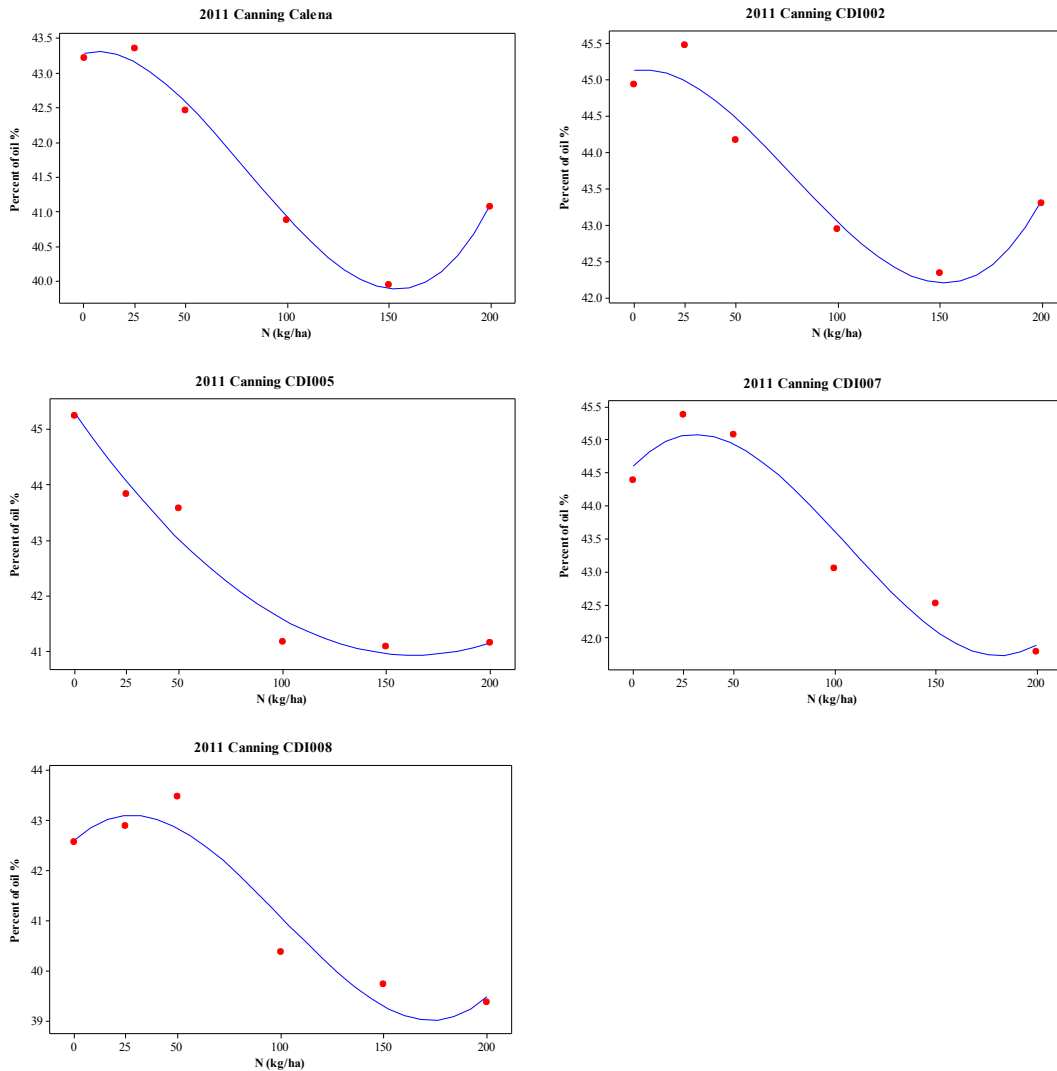 2011 Canning Calena
43.5
43.0
42.5
42.0
41.5
41.0
40.5
40.0
Percent of oil %
0 25 50 100 150 200
N (kg/ha)
2011 Canning CDI002
45.5
45.0
44.5
44.0
43.5
43.0
42.5
42.0
Percent of oil %
0 25 50 100 150 200
N (kg/ha)
2011 Canning CDI005
45
44
43
42
41
Percent of oil %
0 25 50 100 150 200
N (kg/ha)
2011 Canning CDI007
45.5
45.0
44.5
44.0
43.5
43.0
42.5
42.0
Percent of oil %
0 25 50 100 150 200
N (kg/ha)
2011 Canning CDI008
44
43
42
41
40
39
Percent of oil %
0 25 50 100 150 200
N (kg/ha)